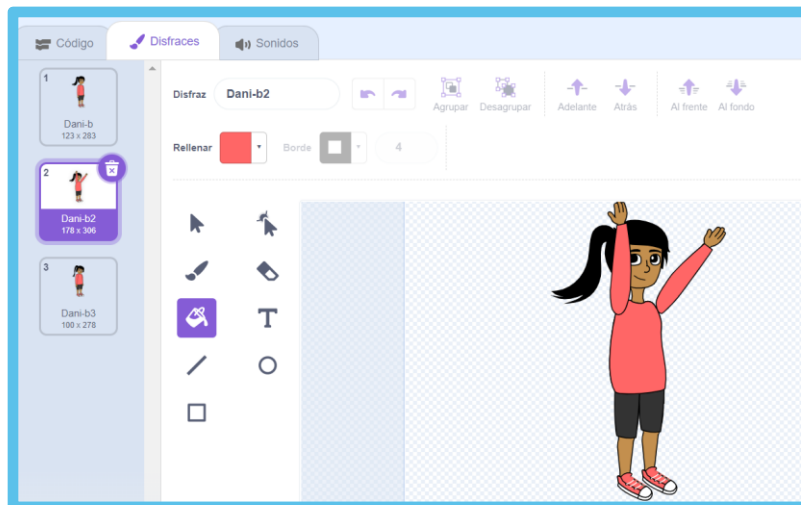 Código
Disfraces
Sonidos
1
Dani-b
123 x 283
2
Dani-b2
178 x 306
3
Dani-b3
100 x 278
Disfraz
Dani-b2
Agrupar
Desagrupar
Adelante
Atrás
Al frente
Al fondo
Rellenar
Borde
4
T